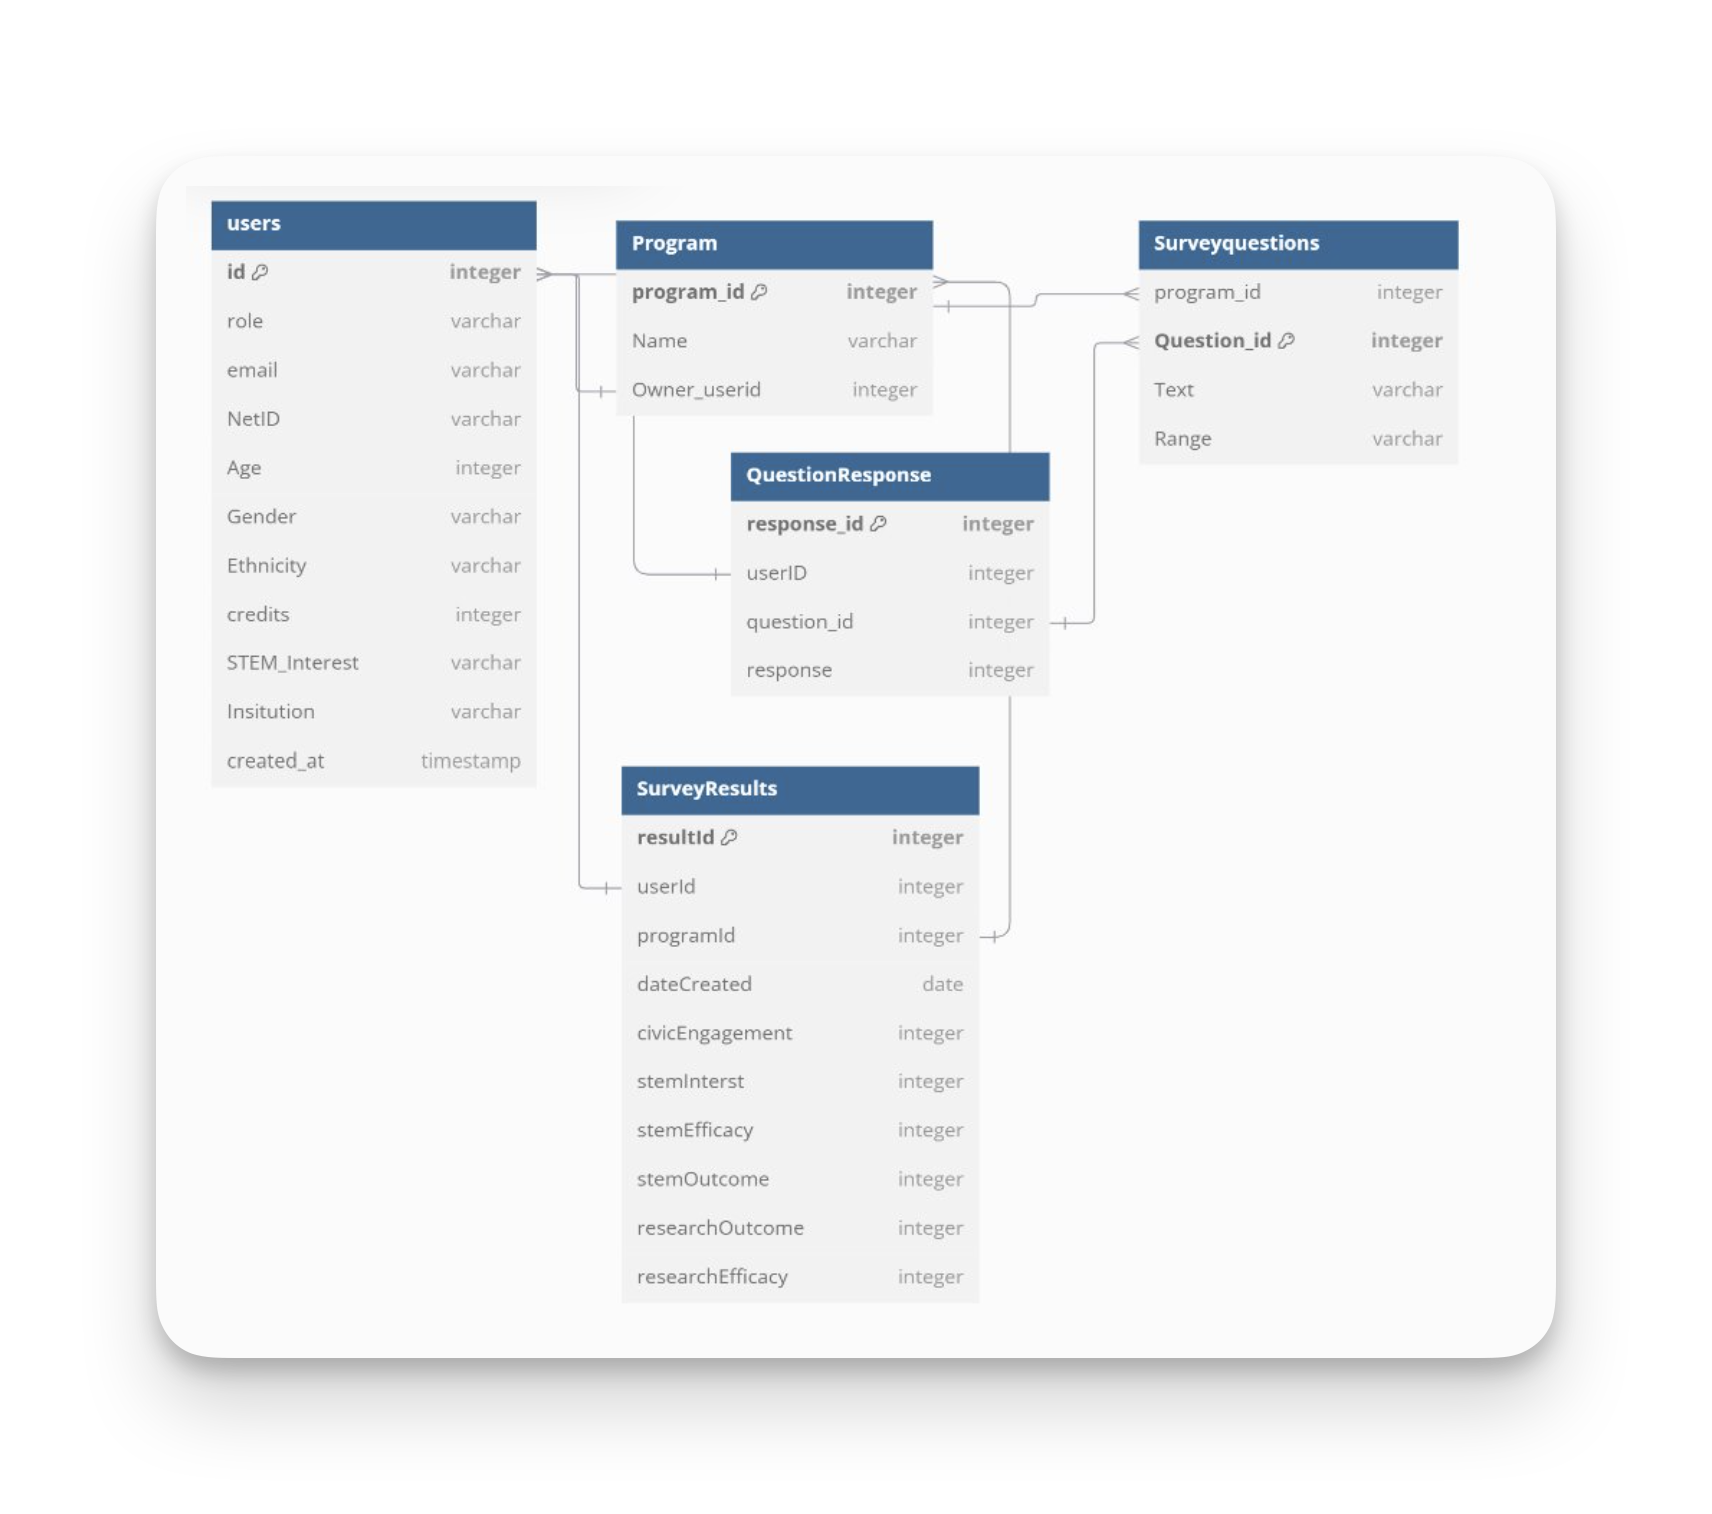 users
id integer
role varchar
email varchar
NetID varchar
Age integer
Gender varchar
Ethnicity varchar
credits integer
STEM_Interest varchar
Insitution varchar
created_at timestamp
Program
program_id integer
Name varchar
Owner_userid integer
Surveyquestions
program_id integer
Question_id integer
Text varchar
Range varchar
QuestionResponse
response_id integer
userID integer
question_id integer
response integer
SurveyResults
resultId integer
userId integer
programId integer
dateCreated date
civicEngagement integer
stemInterst integer
stemEfficacy integer
stemOutcome integer
researchOutcome integer
researchEfficacy integer